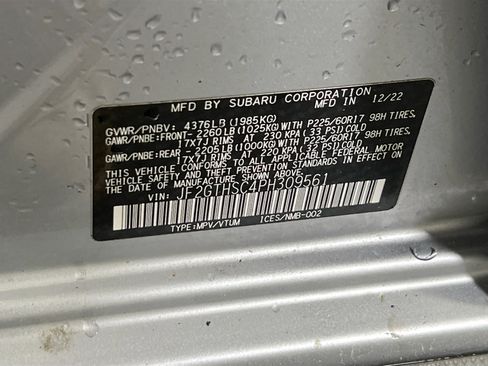 MFD BY SUBARU CORPORATION 12/22
GVWR/PNBV: 4376LB (1985KG)
GAWR/PNBE:FRONT-2260LB(1025KG)WITH P225/60R17 98H TIRES
17X7J RIMS AT 230 KPA(33 PSI)COLD
GAWR/PNBE:REAR -2205LB(1000KG)WITH P225/60R17 98H TIRES
17X7J RIMS AT 220 KPA(32 PSI)COLD
THIS VEHICLE CONFORMS TO ALL APPLICABLE FEDERAL MOTOR
VEHICLE SAFETY AND THEFT PREVENTION STANDARDS IN EFFECT
ON THE DATE OF MANUFACTURE SHOWN ABOVE.
VIN: JF2GTHSC4PH309561
TYPE:MPV/VTUM ICES/NMB-002